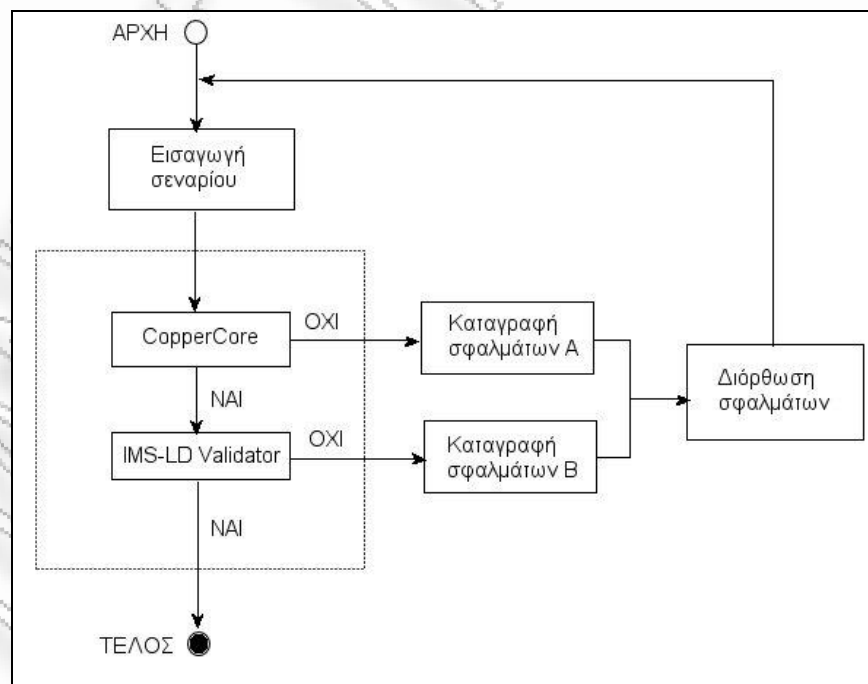 ΑΡΧΗ
Εισαγωγή
σεναρίου
CopperCore
ΟΧΙ
Καταγραφή
σφαλμάτων Α
Διόρθωση
σφαλμάτων
ΝΑΙ
IMS-LD Validator
ΟΧΙ
Καταγραφή
σφαλμάτων Β
ΝΑΙ
ΤΕΛΟΣ